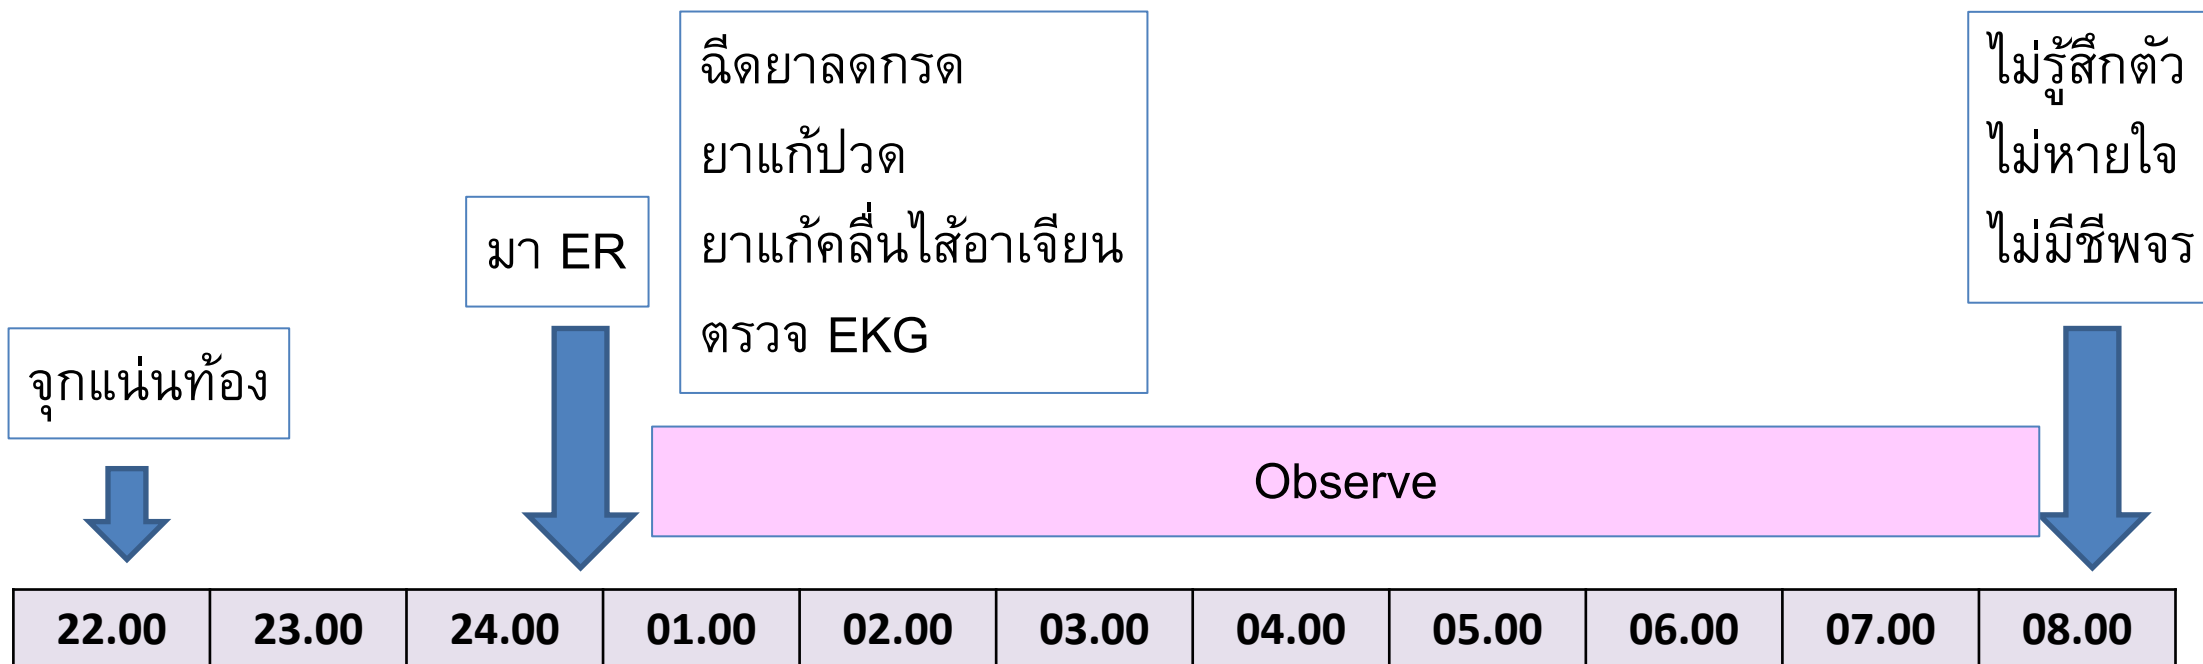 ฉีดยาลดกรด
ยาแก้ปวด
ยาแก้คลื่นไส้อาเจียน
ตรวจ EKG
ไม่รู้สึกตัว
ไม่หายใจ
ไม่มีชีพจร
มา ER
จุกแน่นท้อง
Observe
22.00 23.00 24.00 01.00 02.00 03.00 04.00 05.00 06.00 07.00 08.00